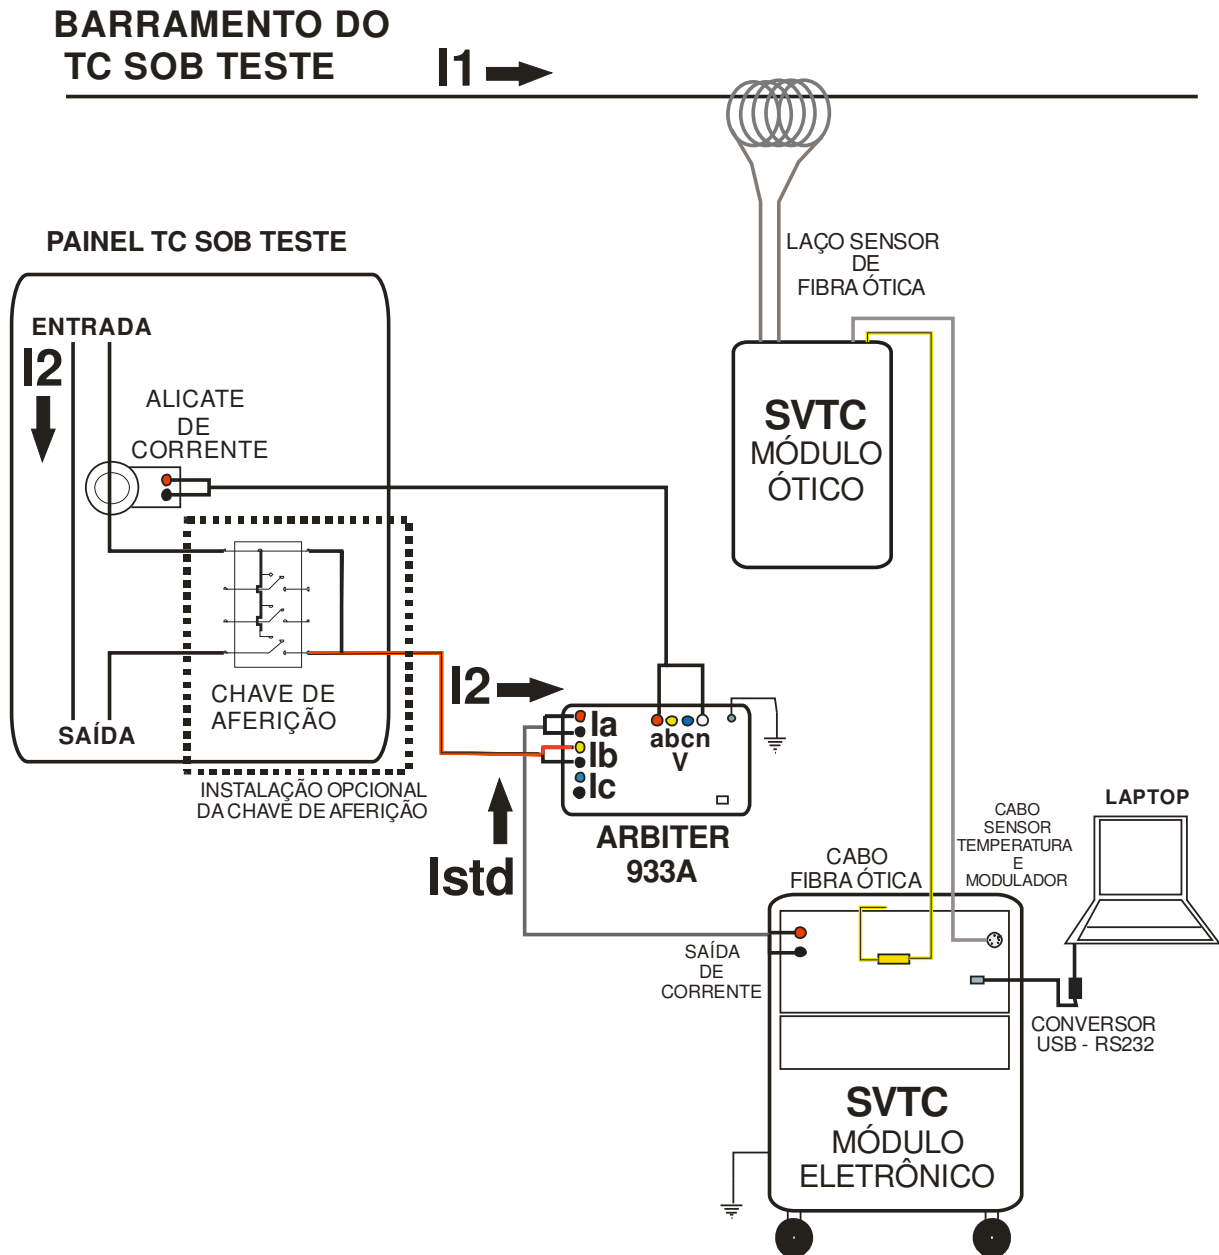 BARRAMENTO DO
TC SOB TESTE
I1
PAINEL TC SOB TESTE
ENTRADA
I2
ALICATE
DE
CORRENTE
CHAVE DE
AFERIÇÃO
SAÍDA
INSTALAÇÃO OPCIONAL
DA CHAVE DE AFERIÇÃO
LAÇO SENSOR
DE
FIBRA ÓTICA
SVTC
MÓDULO
ÓTICO
I2
Ia
Ib
Ic
abcn
V
ARBITER
933A
Istd
CABO
FIBRA ÓTICA
CABO
SENSOR
TEMPERATURA
E
MODULADOR
LAPTOP
SAÍDA
DE
CORRENTE
CONVERSOR
USB - RS232
SVTC
MÓDULO
ELETRÔNICO